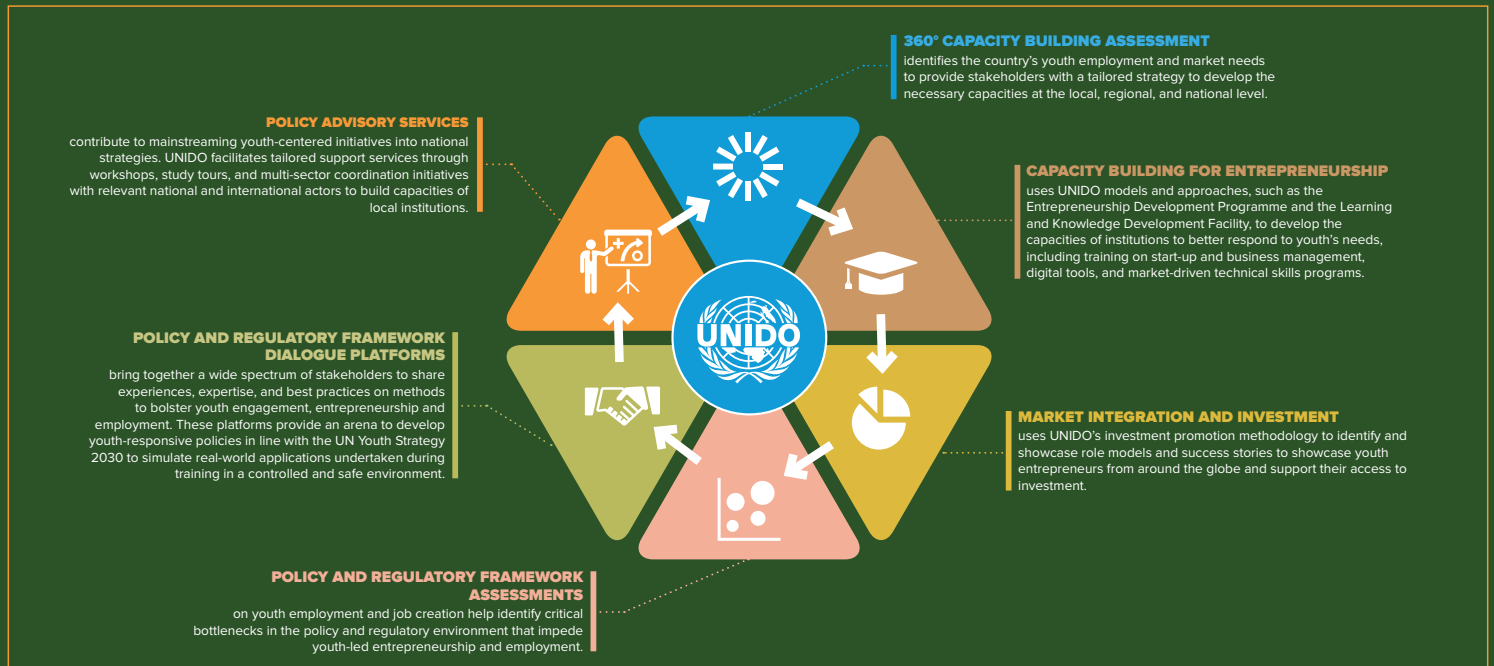 360° CAPACITY BUILDING ASSESSMENT
identifies the country's youth employment and market needs
to provide stakeholders with a tailored strategy to develop the
necessary capacities at the local, regional, and national level.
CAPACITY BUILDING FOR ENTREPRENEURSHIP
uses UNIDO models and approaches, such as the
Entrepreneurship Development Programme and the Learning
and Knowledge Development Facility, to develop the
capacities of institutions to better respond to youth's needs,
including training on start-up and business management,
digital tools, and market-driven technical skills programs.
MARKET INTEGRATION AND INVESTMENT
uses UNIDO's investment promotion methodology to identify and
showcase role models and success stories to showcase youth
entrepreneurs from around the globe and support their access to
investment.
POLICY AND REGULATORY FRAMEWORK
ASSESSMENTS
on youth employment and job creation help identify critical
bottlenecks in the policy and regulatory environment that impede
youth-led entrepreneurship and employment.
POLICY AND REGULATORY FRAMEWORK
DIALOGUE PLATFORMS
bring together a wide spectrum of stakeholders to share
experiences, expertise, and best practices on methods
to bolster youth engagement, entrepreneurship and
employment. These platforms provide an arena to develop
youth-responsive policies in line with the UN Youth Strategy
2030 to simulate real-world applications undertaken during
training in a controlled and safe environment.
POLICY ADVISORY SERVICES
contribute to mainstreaming youth-centered initiatives into national
strategies. UNIDO facilitates tailored support services through
workshops, study tours, and multi-sector coordination initiatives
with relevant national and international actors to build capacities of
local institutions.
UNIDO